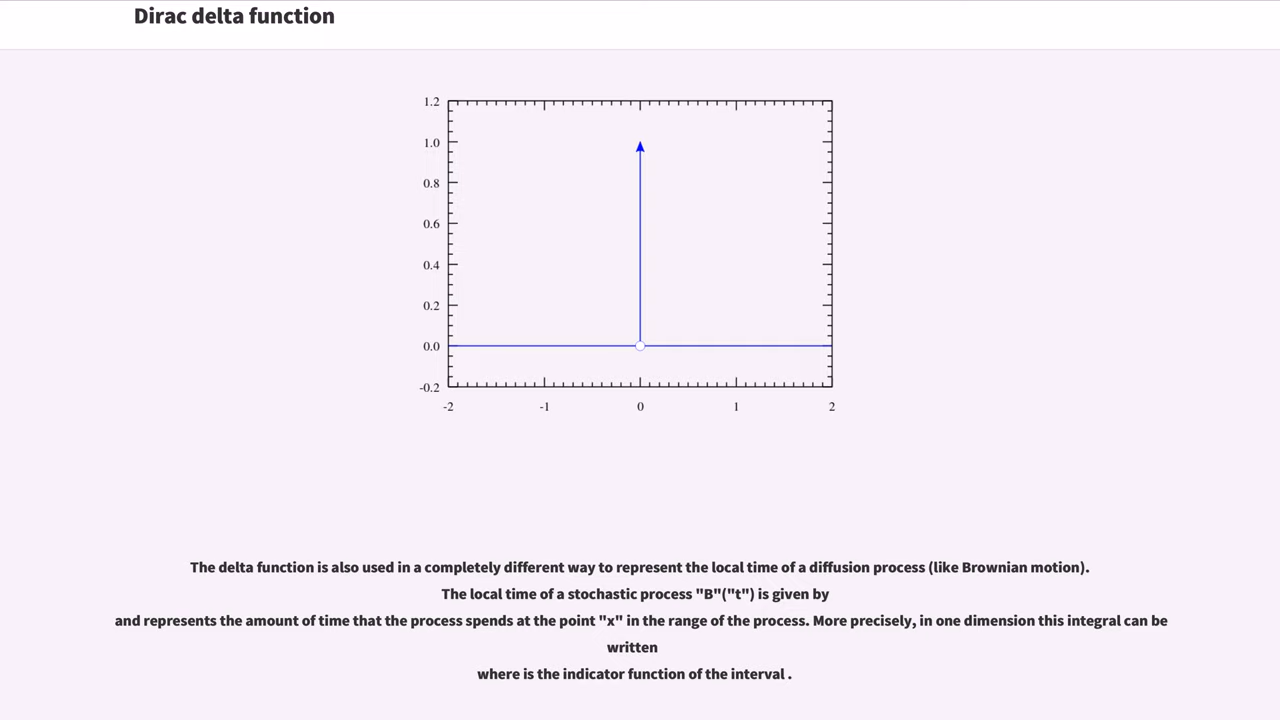 Dirac delta function
1.2
1.0
0.8
0.6
0.4
0.2
0.0
-0.2
-2 -1 0 1 2
The delta function is also used in a completely different way to represent the local time of a diffusion process (like Brownian motion).
The local time of a stochastic process "B"("t") is given by
and represents the amount of time that the process spends at the point "x" in the range of the process. More precisely, in one dimension this integral can be
written
where is the indicator function of the interval .